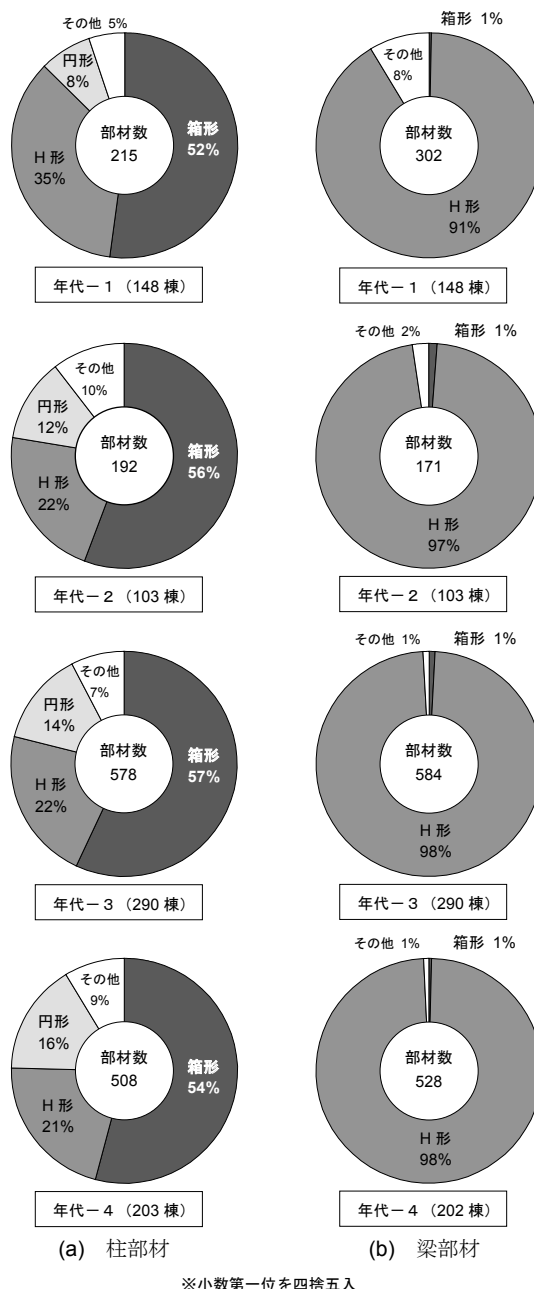 その他 5%
円形
8%
箱形
52%
H 形
35%
部材数
215
年代－1（148 棟）
箱形 1%
その他
8%
部材数
302
H 形
91%
年代－1（148 棟）
その他
10%
円形
12%
箱形
56%
H 形
22%
部材数
192
年代－2（103 棟）
その他 2%
箱形 1%
部材数
171
H 形
97%
年代－2（103 棟）
その他
7%
円形
14%
箱形
57%
H 形
22%
部材数
578
年代－3（290 棟）
その他 1%
箱形 1%
部材数
584
H 形
98%
年代－3（290 棟）
その他
9%
円形
16%
箱形
54%
H 形
21%
部材数
508
年代－4（203 棟）
その他 1%
箱形 1%
部材数
528
H 形
98%
年代－4（202 棟）
(a) 柱部材
(b) 梁部材
※小数第一位を四捨五入